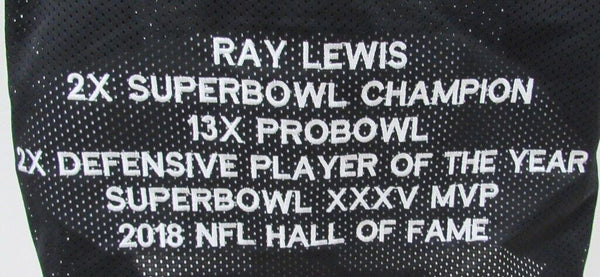 RAY LEWIS
2X SUPERBOWL CHAMPION
13X PROBOWL
2X DEFENSIVE PLAYER OF THE YEAR
SUPERBOWL XXXV MVP
2018 NFL HALL OF FAME